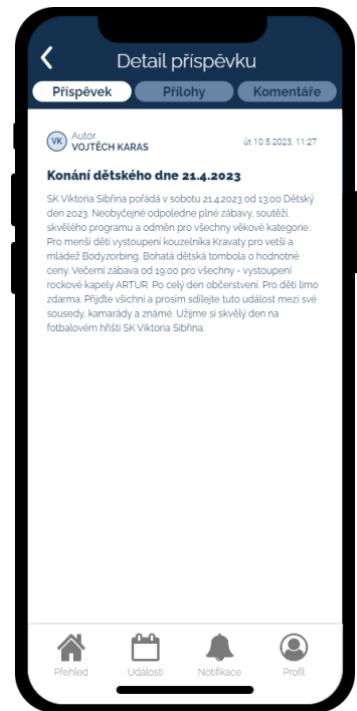 Detail příspěvku
Příspěvek Přílohy Komentáře
VK Autor
VOJTĚCH KARAS
út 10.5.2023, 11:27
Konání dětského dne 21.4.2023
SK Viktoria Sibřina pořádá v sobotu 21.4.2023 od 13:00 Dětský
den 2023. Neobyčejné odpoledne plné zábavy, soutěží,
skvělého programu a odměn pro všechny věkové kategorie.
Pro menší děti vystoupení kouzelníka Kravaty pro vetší a
mládež Bodyzorbing. Bohatá dětská tombola o hodnotné
ceny. Večerní zábava od 19:00 pro všechny - vystoupení
rockové kapely ARTUR. Po celý den občerstvení. Pro děti limo
zdarma. Přijďte všichni a prosím sdílejte tuto událost mezi své
sousedy, kamarády a známé. Užijme si skvělý den na
fotbalovém hřišti SK Viktoria Sibřina.
Přehled Události Notifikace Profil